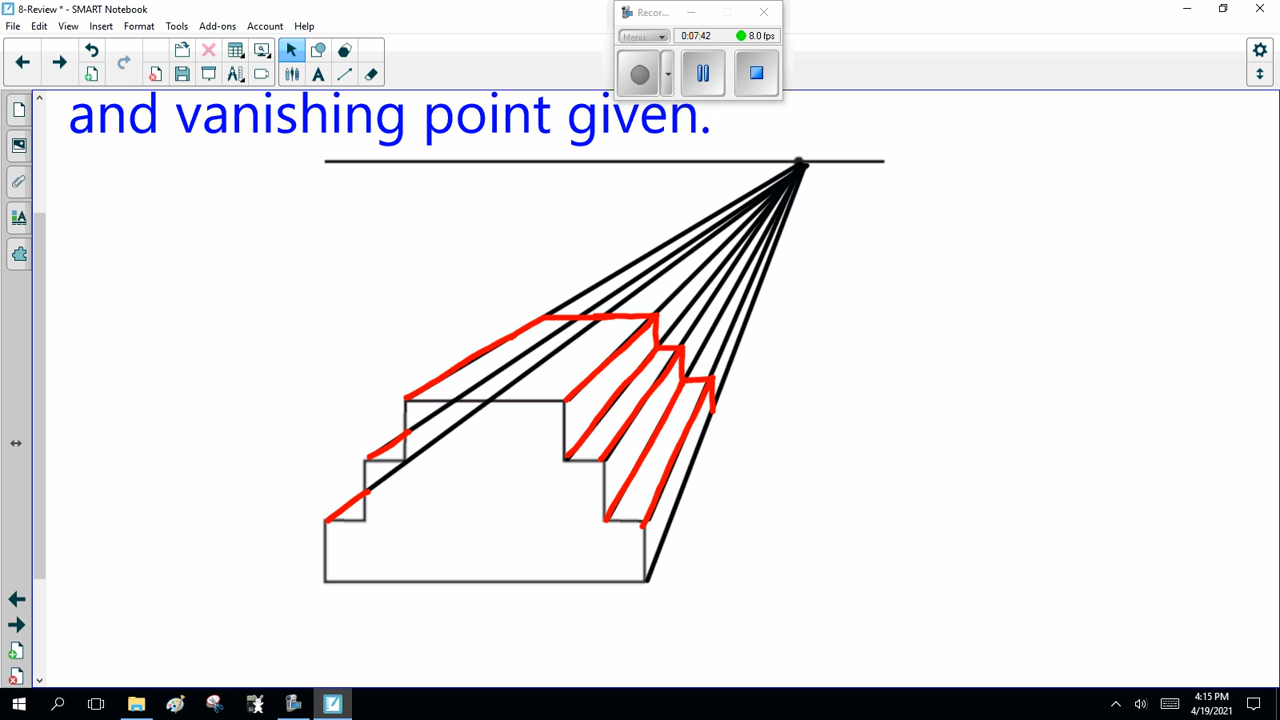 8-Review * - SMART Notebook
File Edit View Insert Format Tools Add-ons Account Help
Recor...
Menu 0:07:42 8.0 fps
and vanishing point given.
4:15 PM
4/19/2021